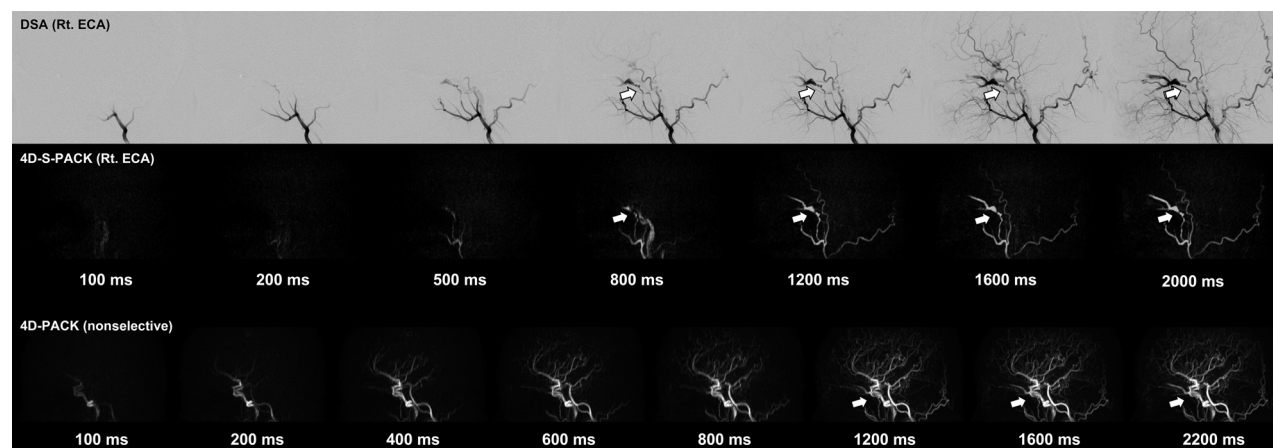 DSA (Rt. ECA)
4D-S-PACK (Rt. ECA)
100 ms 200 ms 500 ms 800 ms 1200 ms 1600 ms 2000 ms
4D-PACK (nonselective)
100 ms 200 ms 400 ms 600 ms 800 ms 1200 ms 1600 ms 2200 ms